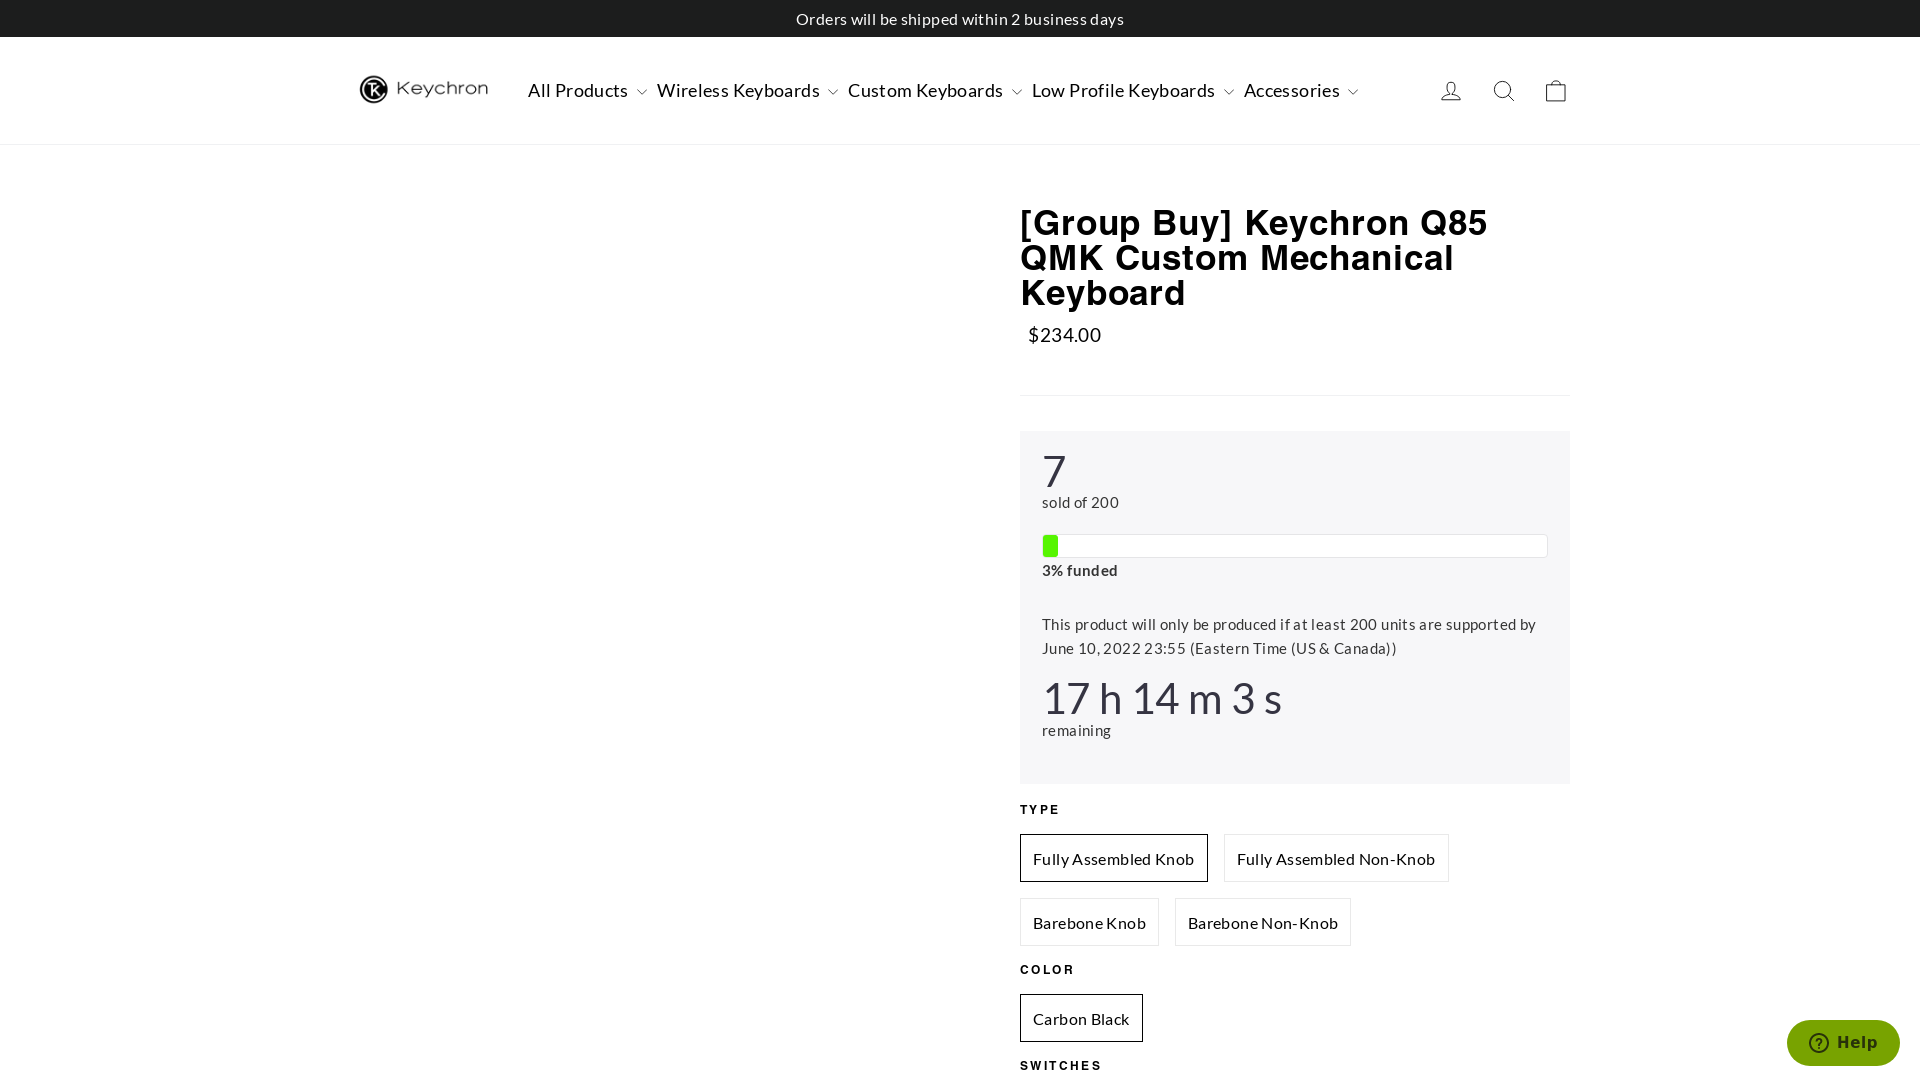 Orders will be shipped within 2 business days
Keychron
All Products
Wireless Keyboards
Custom Keyboards
Low Profile Keyboards
Accessories
[Group Buy] Keychron Q85
QMK Custom Mechanical
Keyboard
$234.00
7
sold of 200
3% funded
This product will only be produced if at least 200 units are supported by
June 10, 2022 23:55 (Eastern Time (US & Canada))
17 h 14 m 3 s
remaining
TYPE
Fully Assembled Knob
Fully Assembled Non-Knob
Barebone Knob
Barebone Non-Knob
COLOR
Carbon Black
SWITCHES
Help